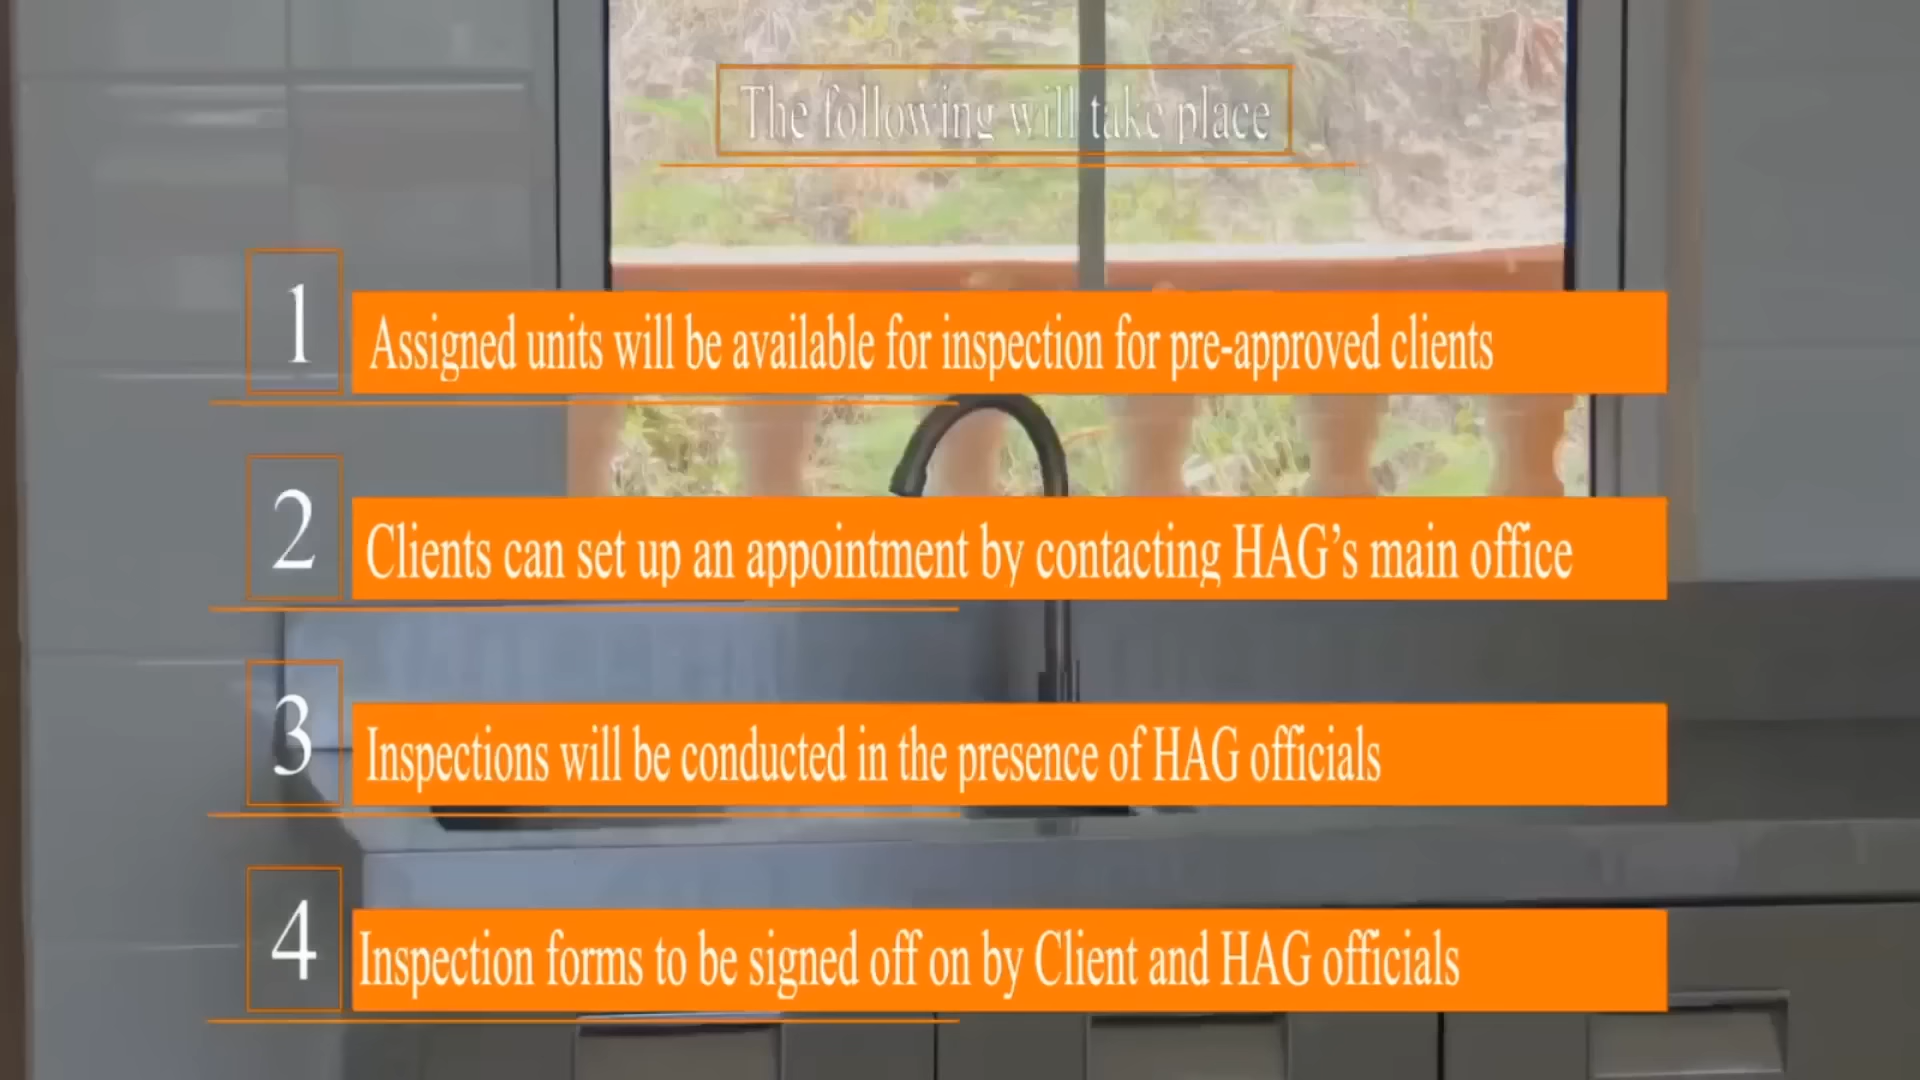 The following will take place
1
Assigned units will be available for inspection for pre-approved clients
2
Clients can set up an appointment by contacting HAG’s main office
3
Inspections will be conducted in the presence of HAG officials
4
Inspection forms to be signed off on by Client and HAG officials